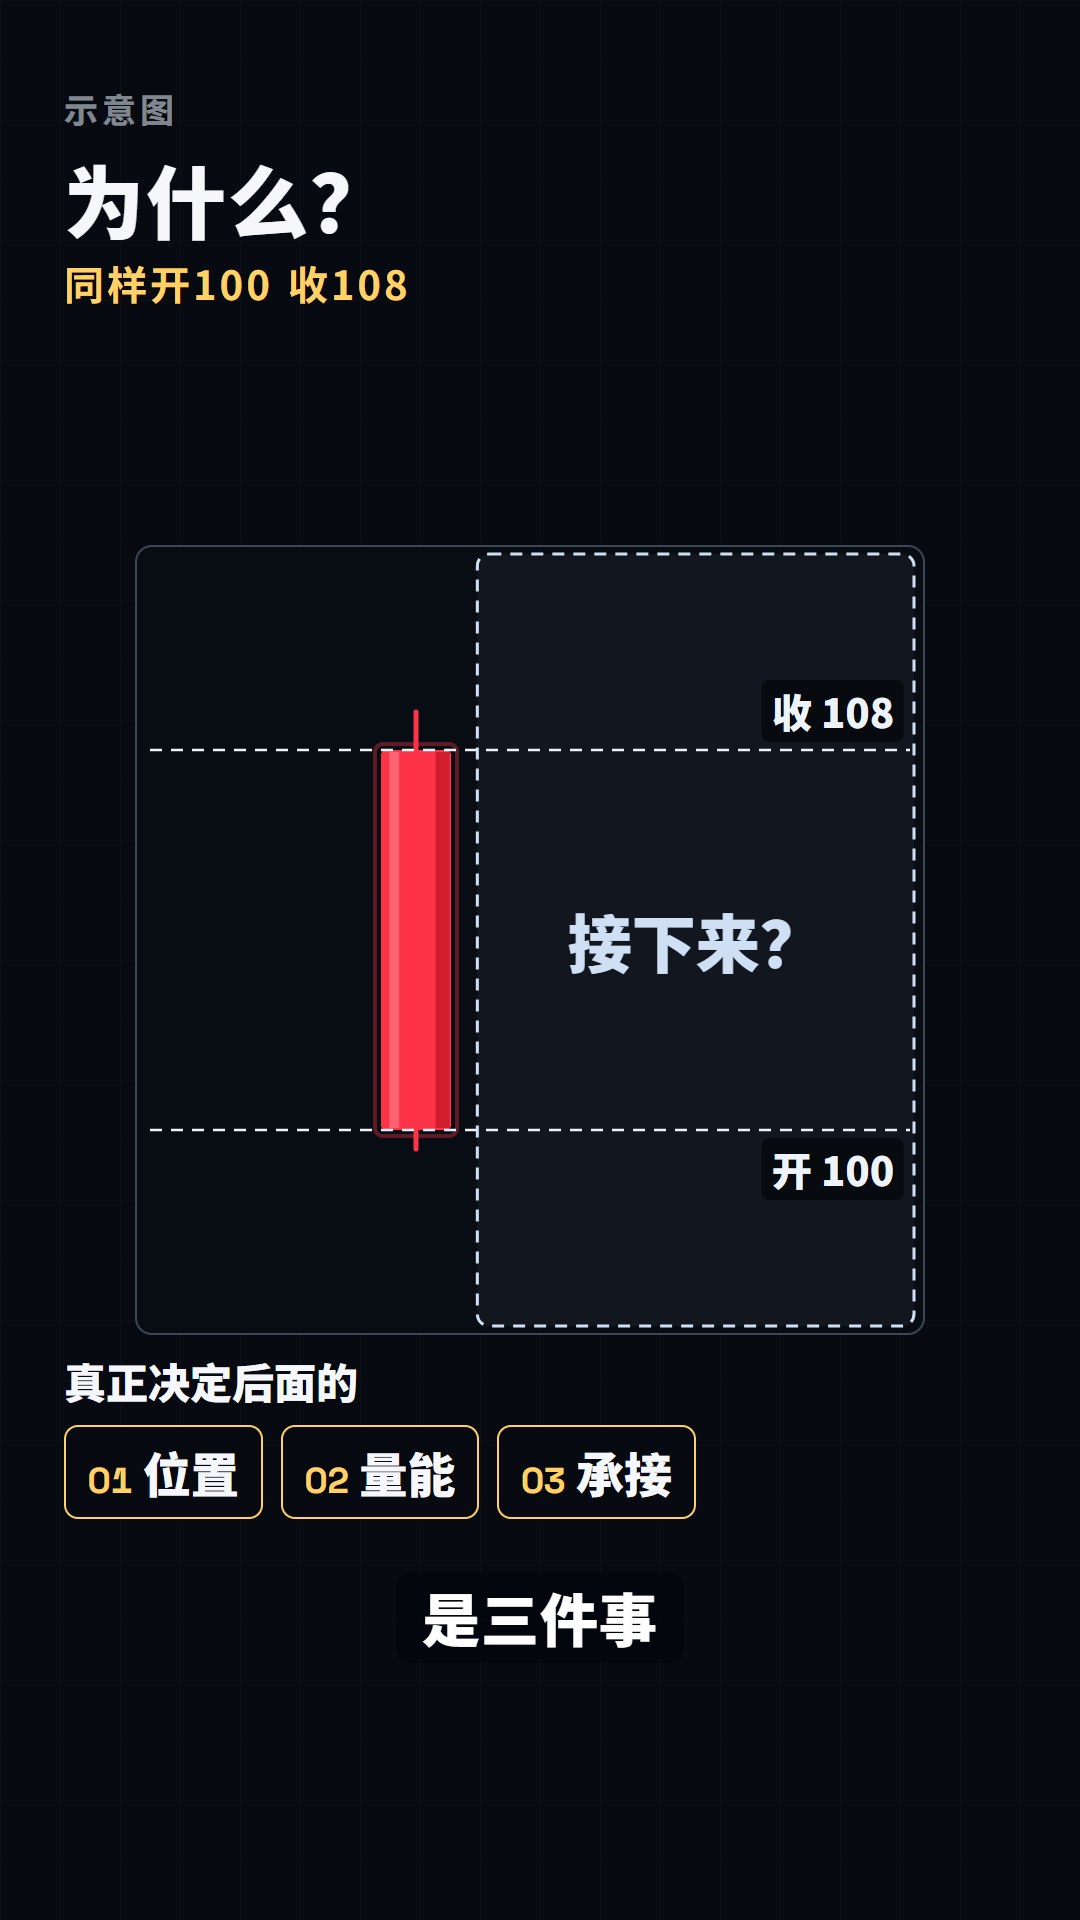 示意图
为什么？
同样开100 收108
收 108
接下来？
开 100
真正决定后面的
01 位置
02 量能
03 承接
是三件事